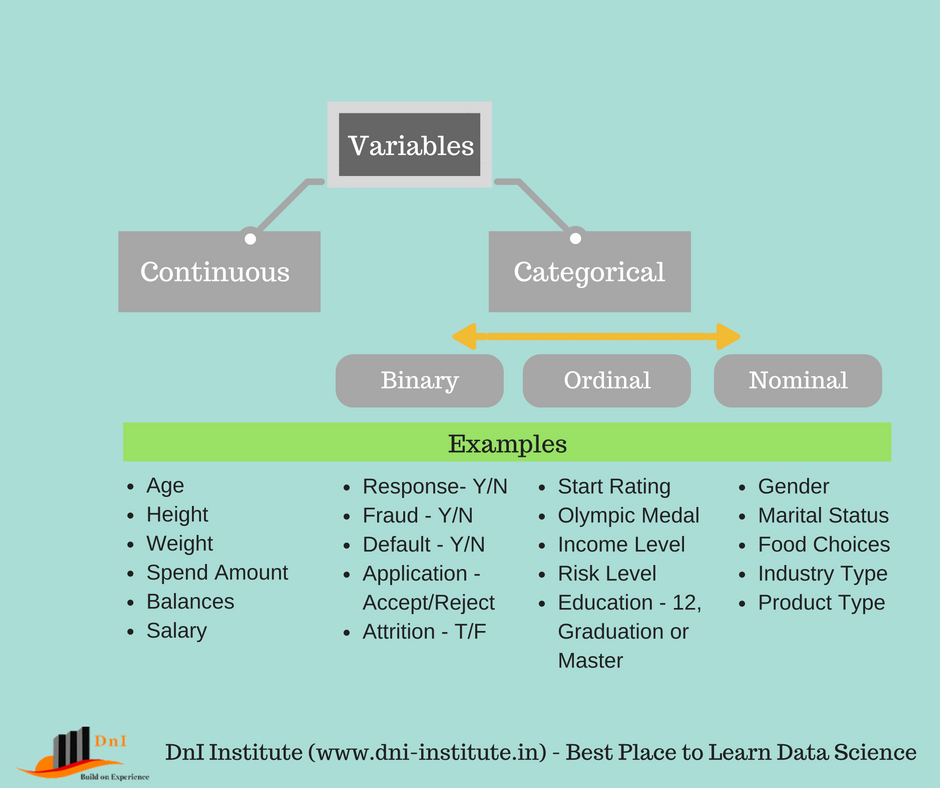 Variables
Continuous
Categorical
Binary
Ordinal
Nominal
Examples
• Age
• Height
• Weight
• Spend Amount
• Balances
• Salary
• Response- Y/N
• Fraud - Y/N
• Default - Y/N
• Application -
Accept/Reject
• Attrition - T/F
• Start Rating
• Olympic Medal
• Income Level
• Risk Level
• Education - 12,
Graduation or
Master
• Gender
• Marital Status
• Food Choices
• Industry Type
• Product Type
DnI
Build on Experience
DnI Institute (www.dni-institute.in) - Best Place to Learn Data Science